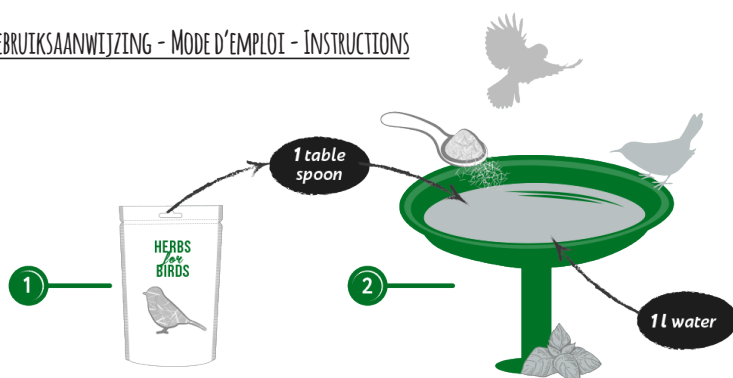 EBRUIKSAANWIJZING - MODE D'EMPLOI - INSTRUCTIONS
1 table
spoon
HERBS
for
BIRDS
1
2
1 l water